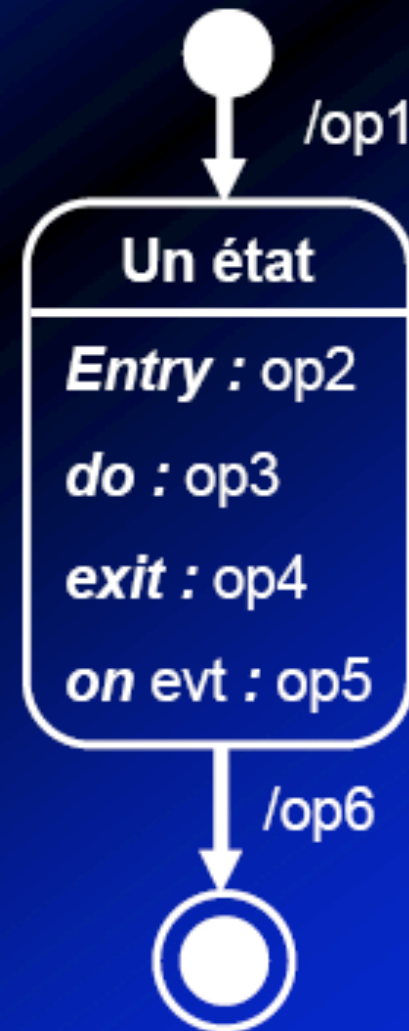 /op1
Un état
Entry : op2
do : op3
exit : op4
on evt : op5
/op6